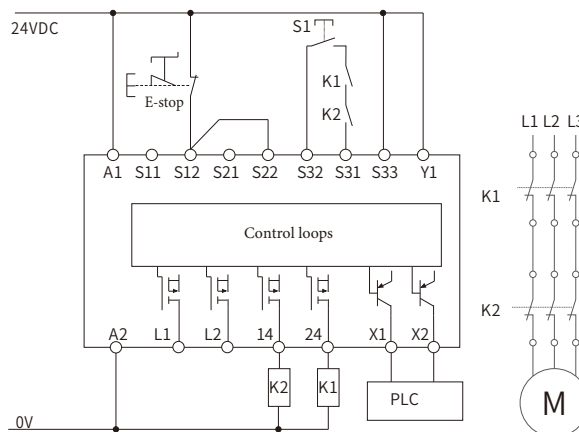 24VDC
S1
K1
E-stop
K2
L1 L2 L3
A1 S11 S12 S21 S22 S32 S31 S33 Y1
K1
Control loops
K2
A2 L1 L2 14 24 X1 X2
K2 K1 PLC
M
0V